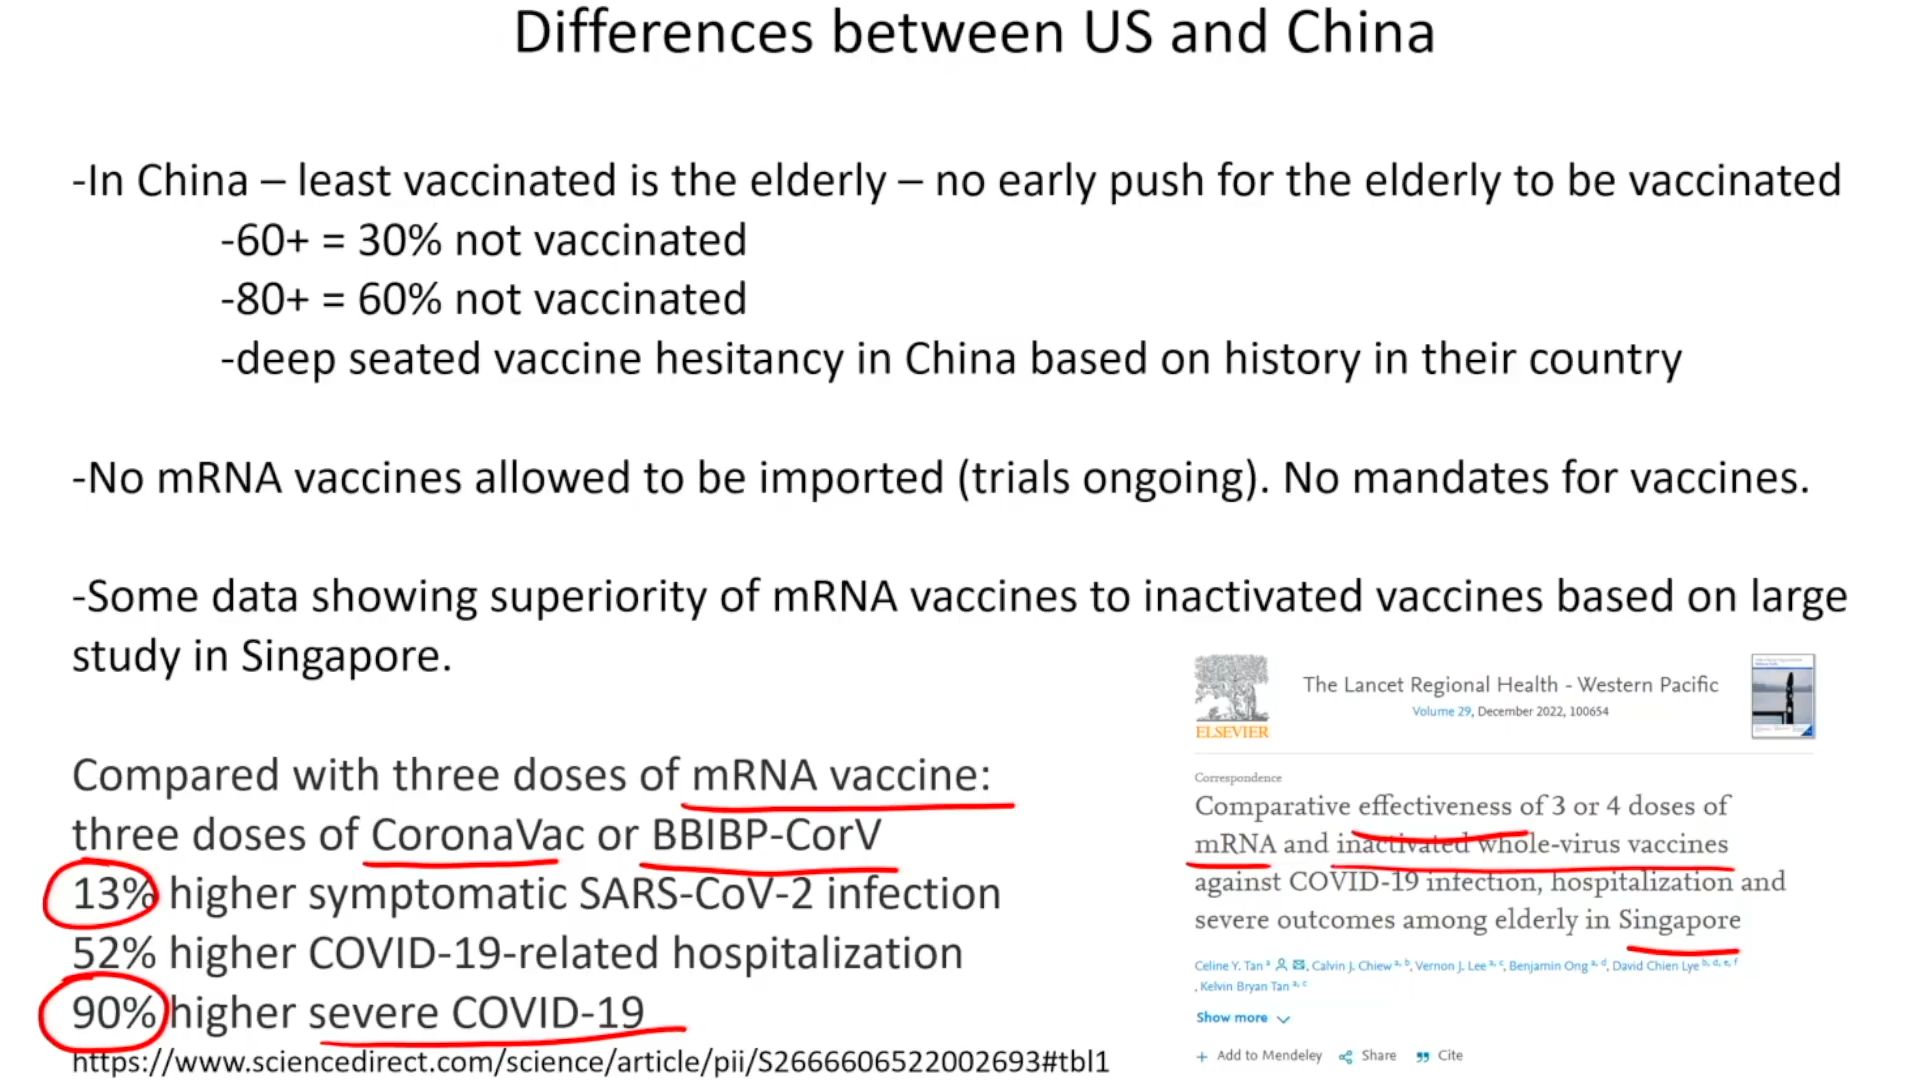 Differences between US and China
-In China – least vaccinated is the elderly – no early push for the elderly to be vaccinated
-60+ = 30% not vaccinated
-80+ = 60% not vaccinated
-deep seated vaccine hesitancy in China based on history in their country
-No mRNA vaccines allowed to be imported (trials ongoing). No mandates for vaccines.
-Some data showing superiority of mRNA vaccines to inactivated vaccines based on large
study in Singapore.
Compared with three doses of mRNA vaccine:
three doses of CoronaVac or BBIBP-CorV
13% higher symptomatic SARS-CoV-2 infection
52% higher COVID-19-related hospitalization
90% higher severe COVID-19
https://www.sciencedirect.com/science/article/pii/S2666606522002693#tbl1
ELSEVIER
The Lancet Regional Health - Western Pacific
Volume 29, December 2022, 100654
Correspondence
Comparative effectiveness of 3 or 4 doses of
mRNA and inactivated whole-virus vaccines
against COVID-19 infection, hospitalization and
severe outcomes among elderly in Singapore
Celine Y. Tan a, Calvin J. Chiew a, b, Vernon J. Lee a, c, Benjamin Ong a, d, David Chien Lye b, d, e, f
, Kelvin Bryan Tan a, c
Show more
+ Add to Mendeley Share Cite